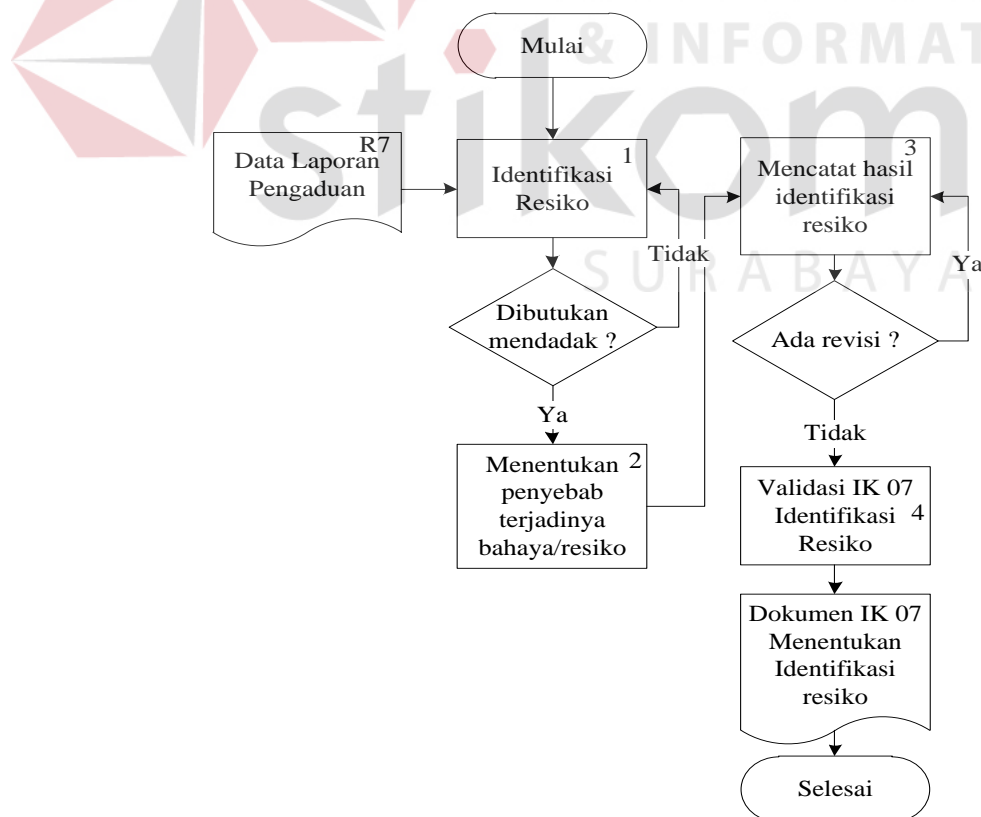 & INFORMAT
stikom
SURABAYA
Mulai
R7
Data Laporan
Pengaduan
1
Identifikasi
Resiko
Tidak
Dibutukan
mendadak ?
Ya
Menentukan 2
penyebab
terjadinya
bahaya/resiko
3
Mencatat hasil
identifikasi
resiko
Ya
Ada revisi ?
Tidak
Validasi IK 07
Identifikasi 4
Resiko
Dokumen IK 07
Menentukan
Identifikasi
resiko
Selesai